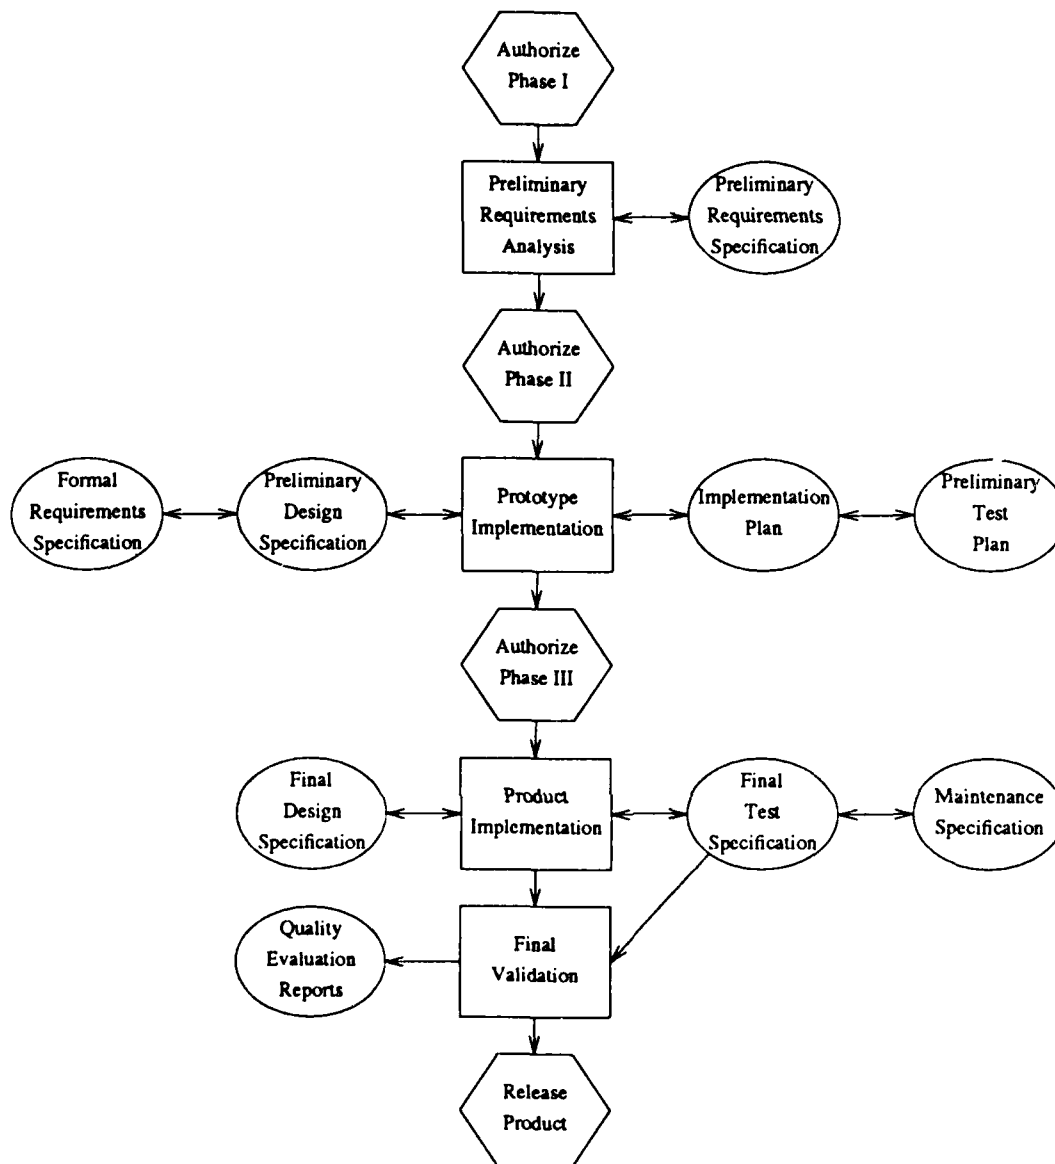 Authorize
Phase I
Preliminary
Requirements
Analysis
Preliminary
Requirements
Specification
Authorize
Phase II
Formal
Requirements
Specification
Preliminary
Design
Specification
Prototype
Implementation
Implementation
Plan
Preliminary
Test
Plan
Authorize
Phase III
Final
Design
Specification
Product
Implementation
Final
Test
Specification
Maintenance
Specification
Quality
Evaluation
Reports
Final
Validation
Release
Product